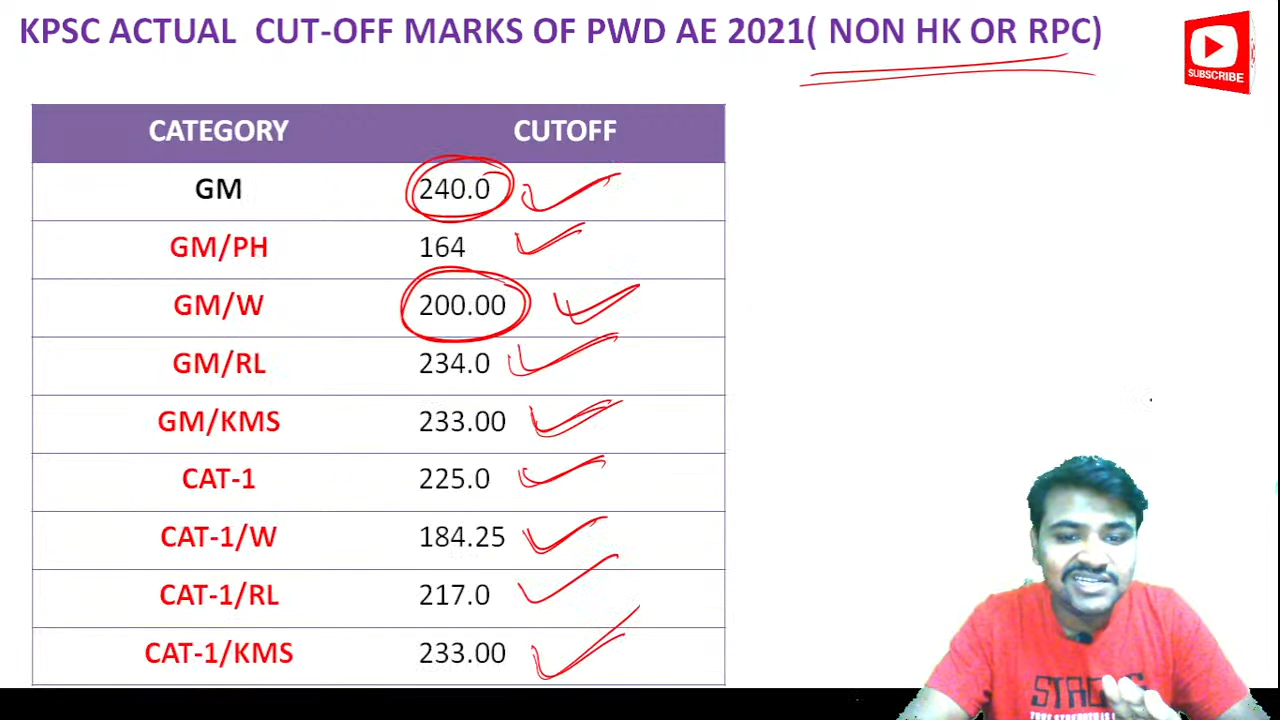 KPSC ACTUAL CUT-OFF MARKS OF PWD AE 2021( NON HK OR RPC)
SUBSCRIBE
CATEGORY CUTOFF
GM 240.0
GM/PH 164
GM/W 200.00
GM/RL 234.0
GM/KMS 233.00
CAT-1 225.0
CAT-1/W 184.25
CAT-1/RL 217.0
CAT-1/KMS 233.00